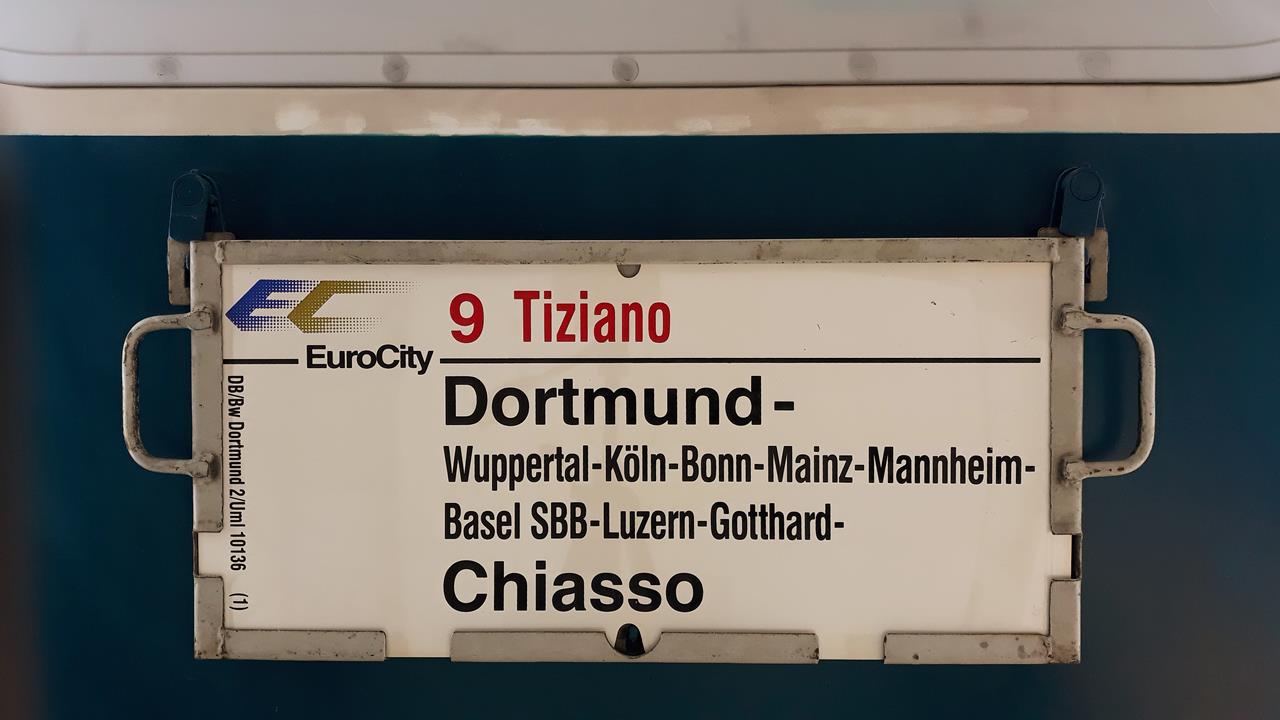 EC
9 Tiziano
EuroCity
Dortmund-
Wuppertal-Köln-Bonn-Mainz-Mannheim-
Basel SBB-Luzern-Gotthard-
Chiasso
DB/Bw Dortmund 2/Uml 10136 (1)